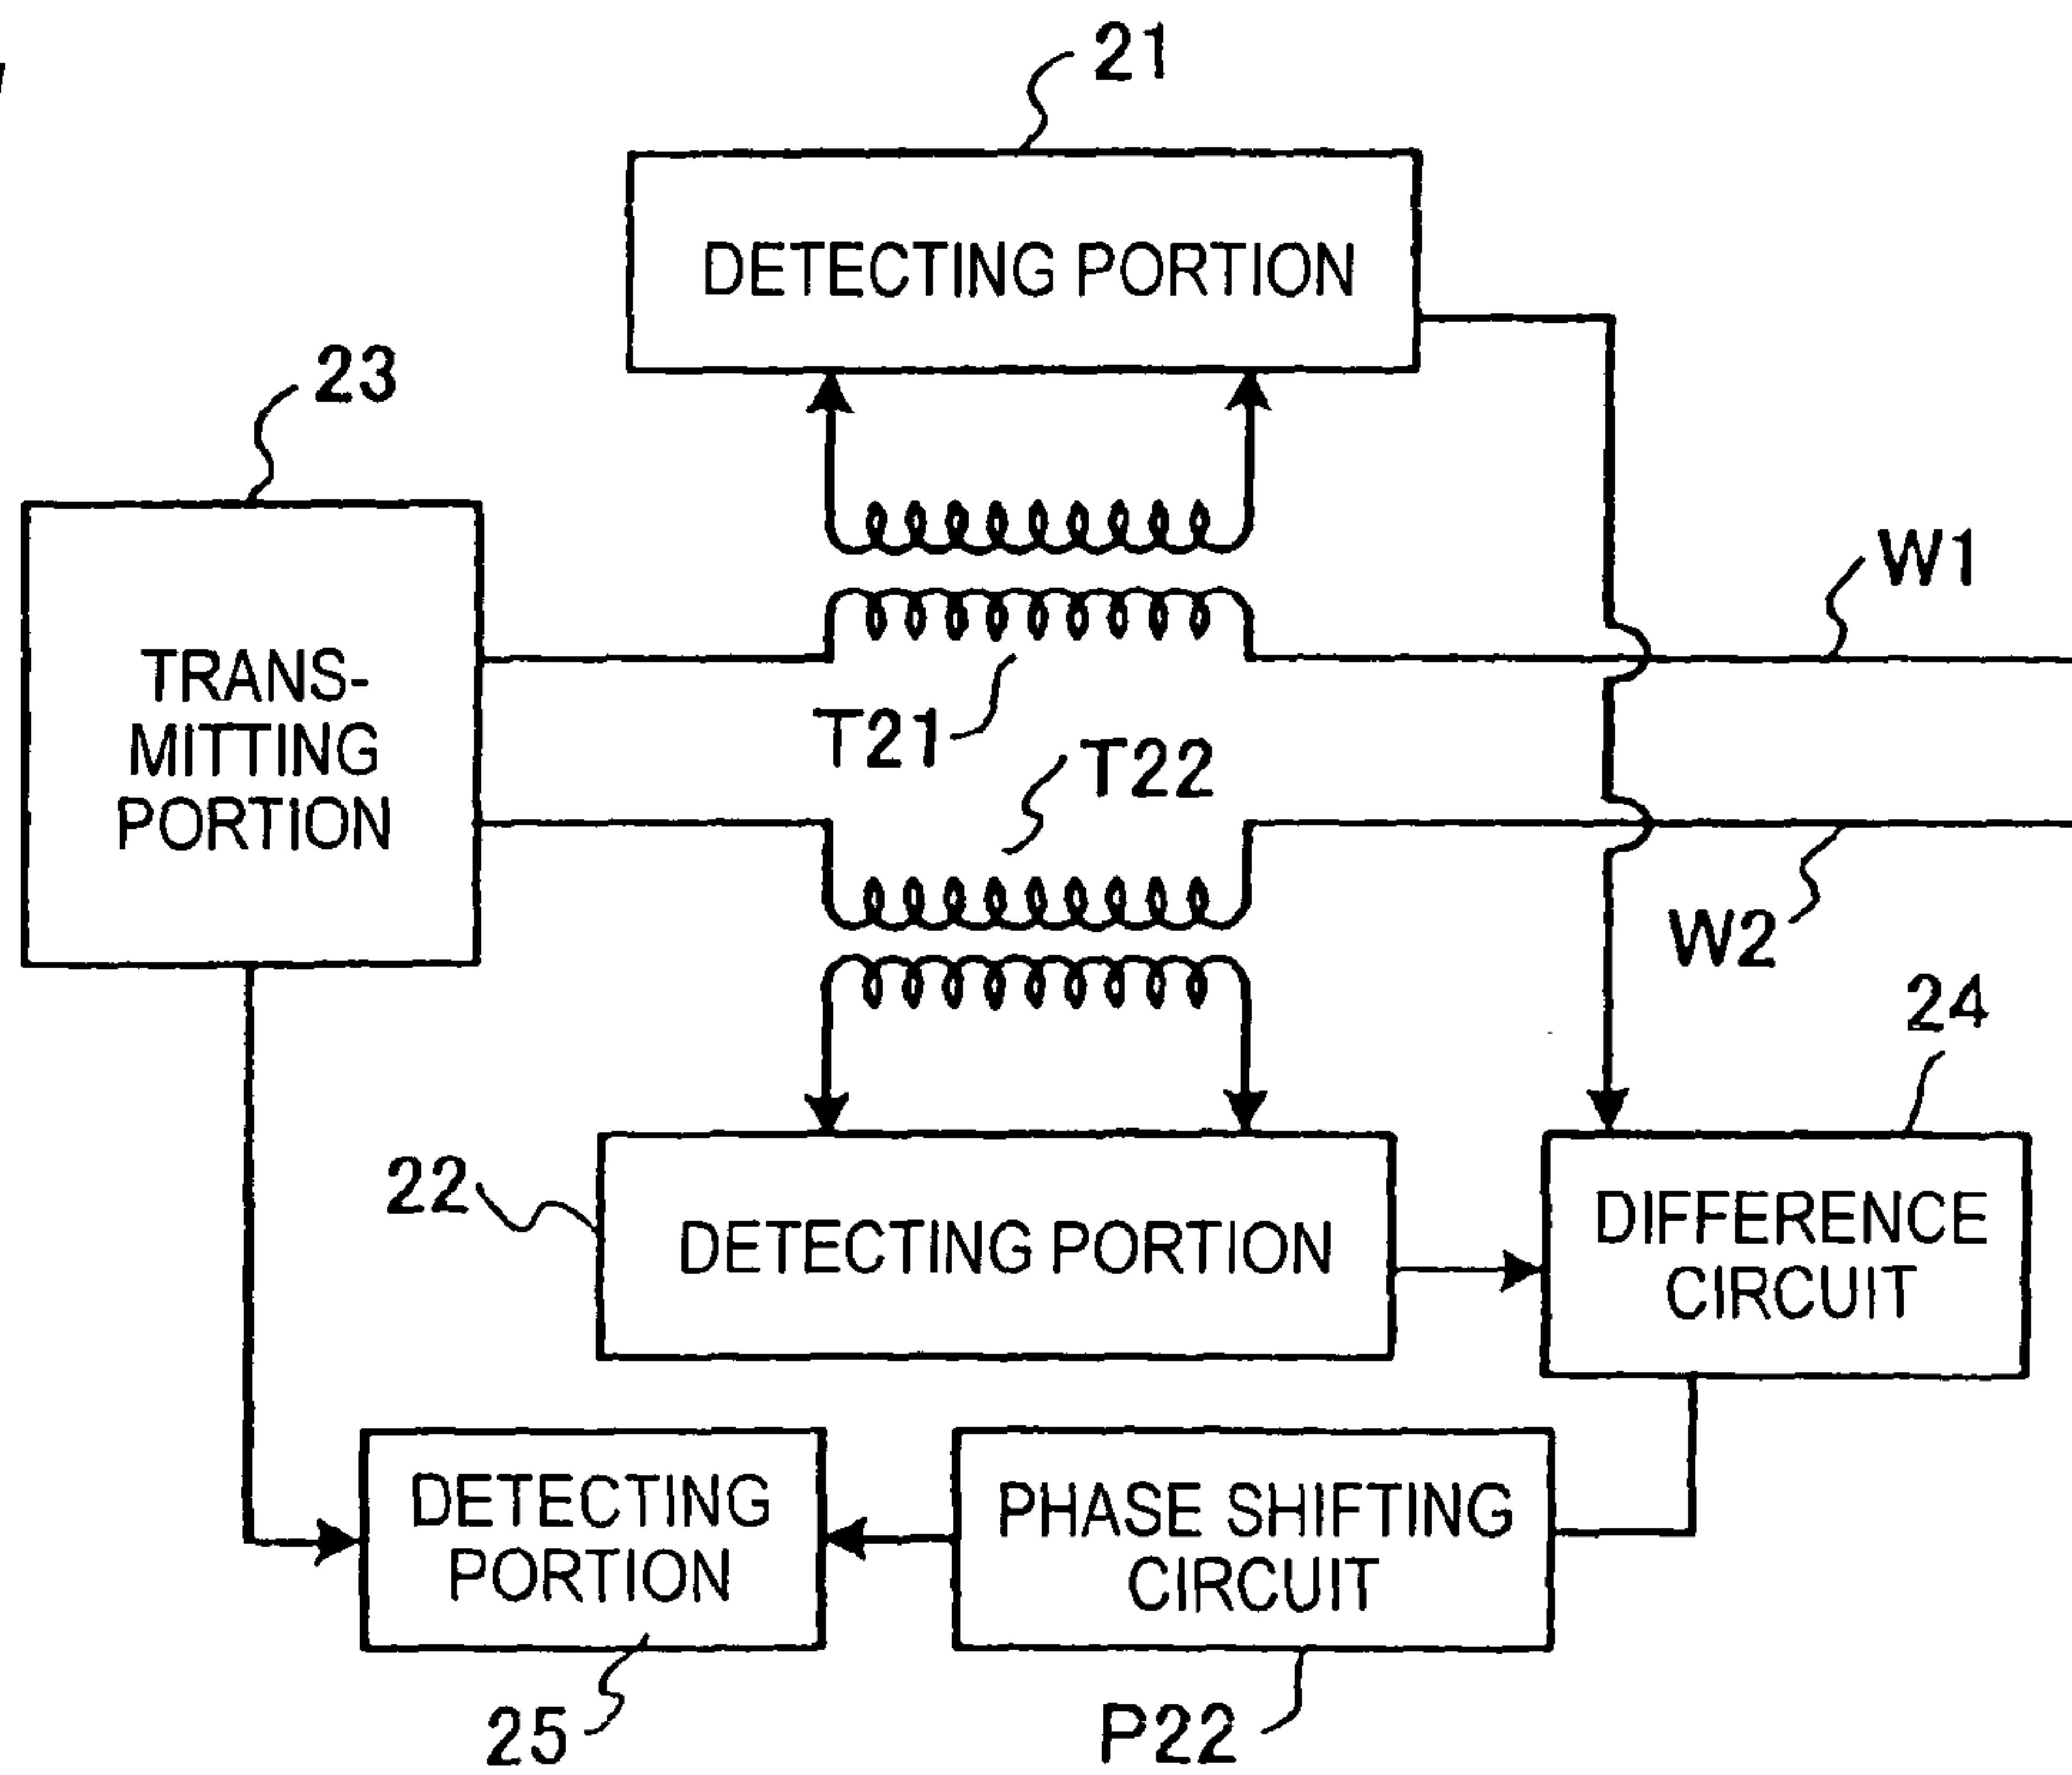 21
DETECTING PORTION
23
W1
TRANS-
MITTING
PORTION
T21
T22
W2
24
22
DETECTING PORTION
DIFFERENCE
CIRCUIT
DETECTING
PORTION
PHASE SHIFTING
CIRCUIT
25
P22